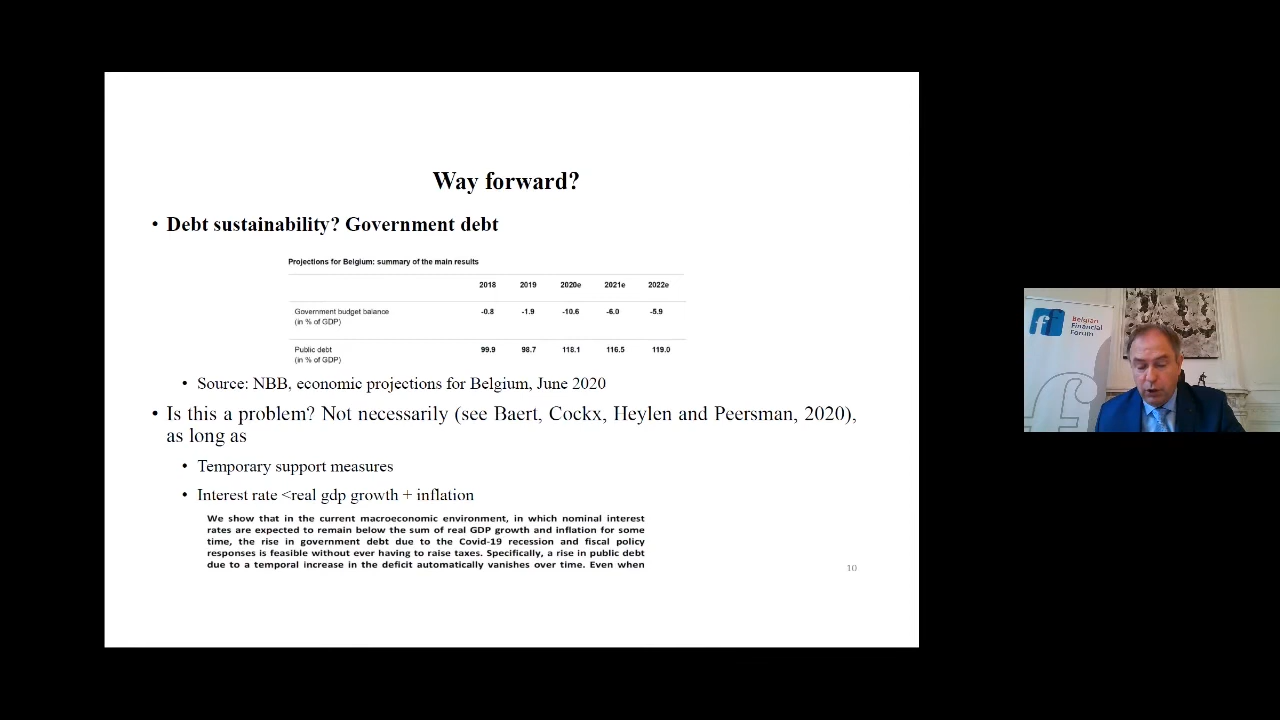 Way forward?
• Debt sustainability? Government debt
Projections for Belgium: summary of the main results
2018 2019 2020e 2021e 2022e
Government budget balance
(in % of GDP)
-0.8 -1.9 -10.6 -6.0 -5.9
Public debt
(in % of GDP)
99.9 98.7 118.1 116.5 119.0
• Source: NBB, economic projections for Belgium, June 2020
• Is this a problem? Not necessarily (see Baert, Cockx, Heylen and Peersman, 2020),
as long as
• Temporary support measures
• Interest rate <real gdp growth + inflation
We show that in the current macroeconomic environment, in which nominal interest
rates are expected to remain below the sum of real GDP growth and inflation for some
time, the rise in government debt due to the Covid-19 recession and fiscal policy
responses is feasible without ever having to raise taxes. Specifically, a rise in public debt
due to a temporal increase in the deficit automatically vanishes over time. Even when
10
Belgian
Financial
Forum